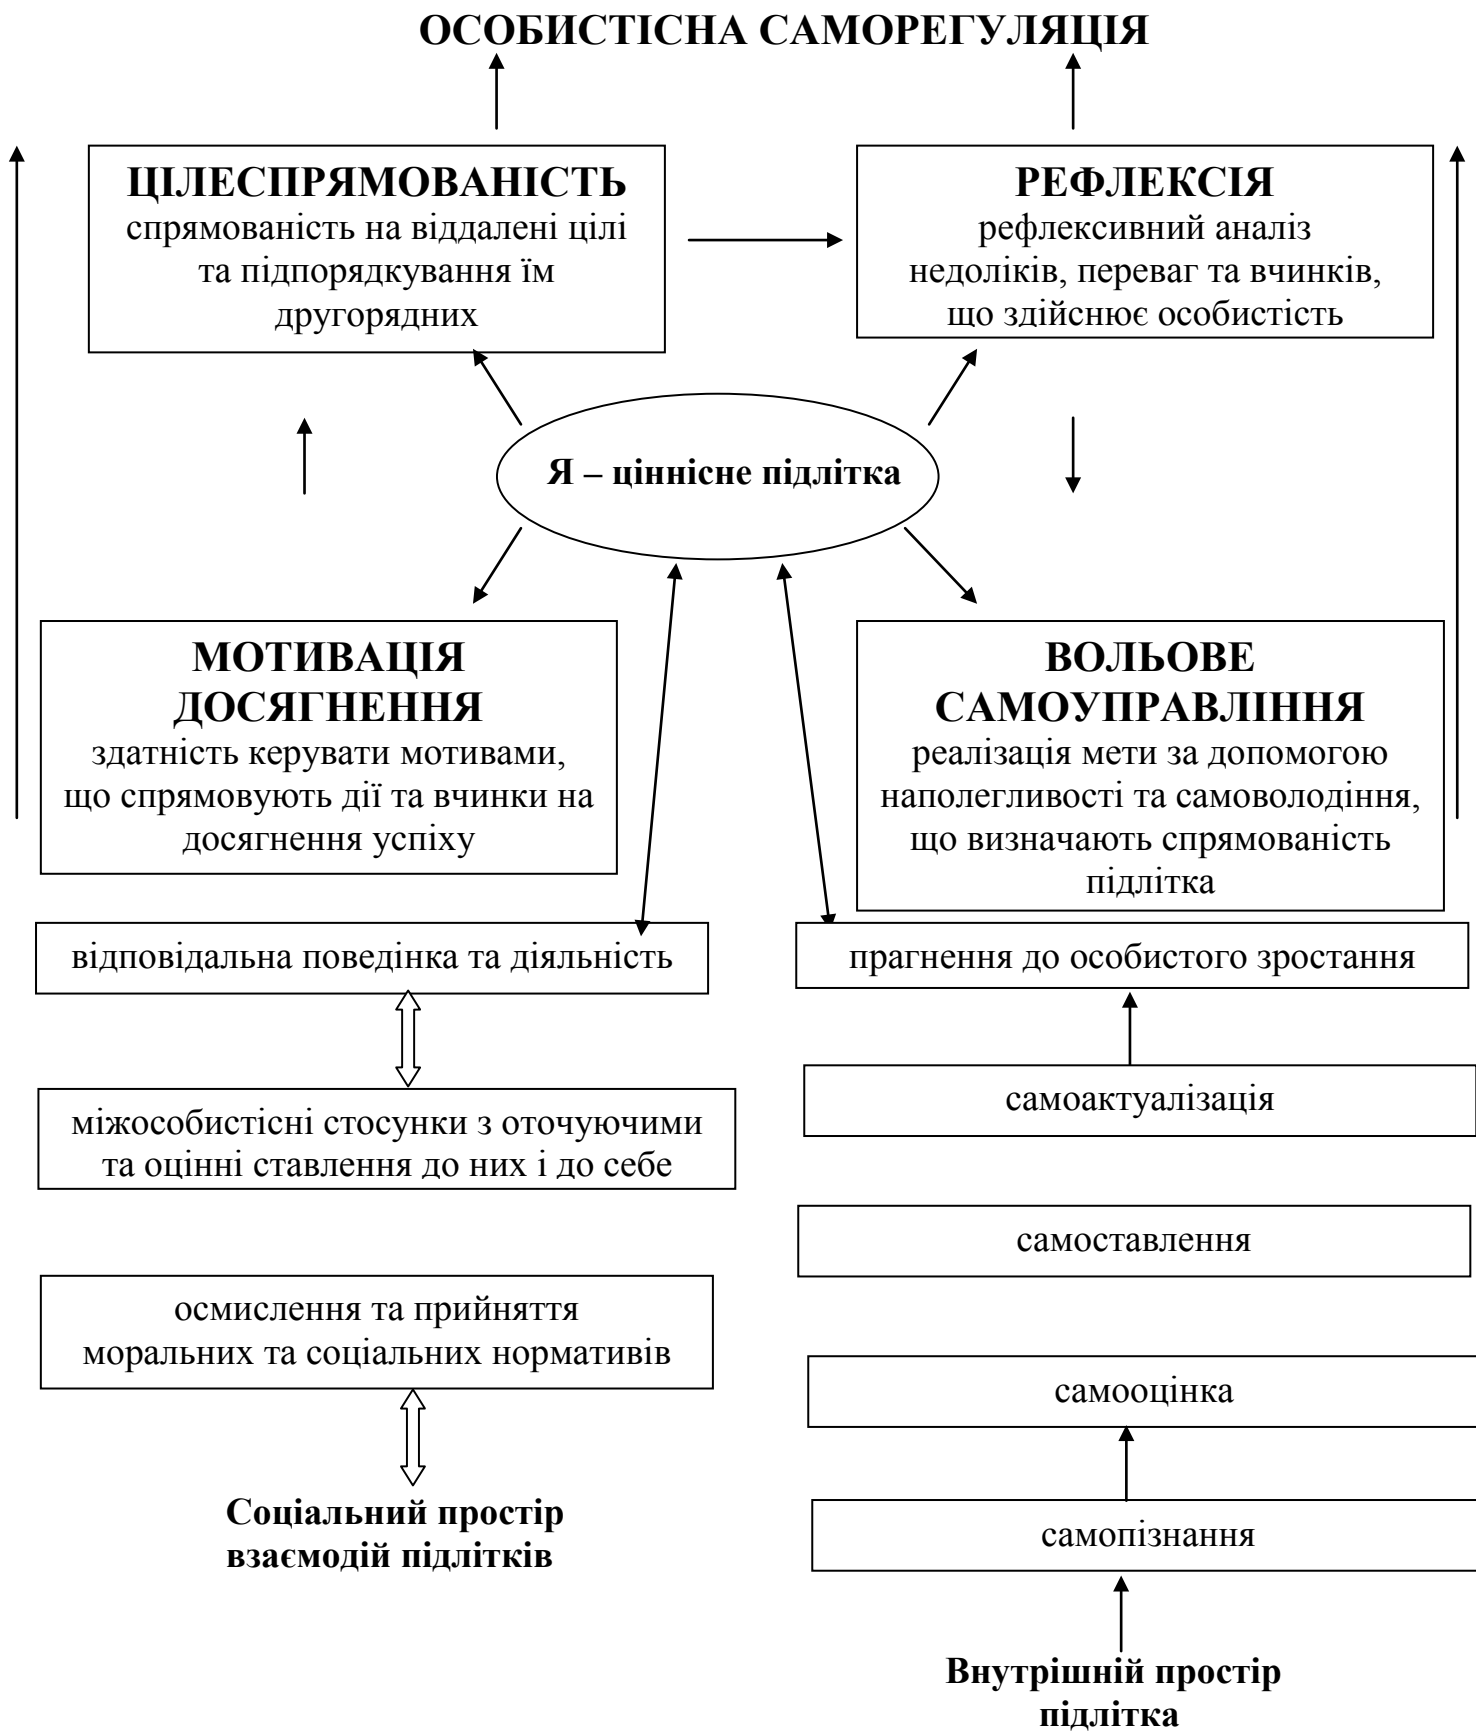 ОСОБИСТІСНА САМОРЕГУЛЯЦІЯ
ЦІЛЕСПРЯМОВАНІСТЬ
спрямованість на віддалені цілі
та підпорядкування їм
другорядних
РЕФЛЕКСІЯ
рефлексивний аналіз
недоліків, переваг та вчинків,
що здійснює особистість
Я – ціннісне підлітка
МОТИВАЦІЯ
ДОСЯГНЕННЯ
здатність керувати мотивами,
що спрямовують дії та вчинки на
досягнення успіху
ВОЛЬОВЕ
САМОУПРАВЛІННЯ
реалізація мети за допомогою
наполегливості та самоволодіння,
що визначають спрямованість
підлітка
відповідальна поведінка та діяльність
прагнення до особистого зростання
міжособистісні стосунки з оточуючими
та оцінні ставлення до них і до себе
самоактуалізація
самоставлення
осмислення та прийняття
моральних та соціальних нормативів
самооцінка
Соціальний простір
взаємодій підлітків
самопізнання
Внутрішній простір
підлітка